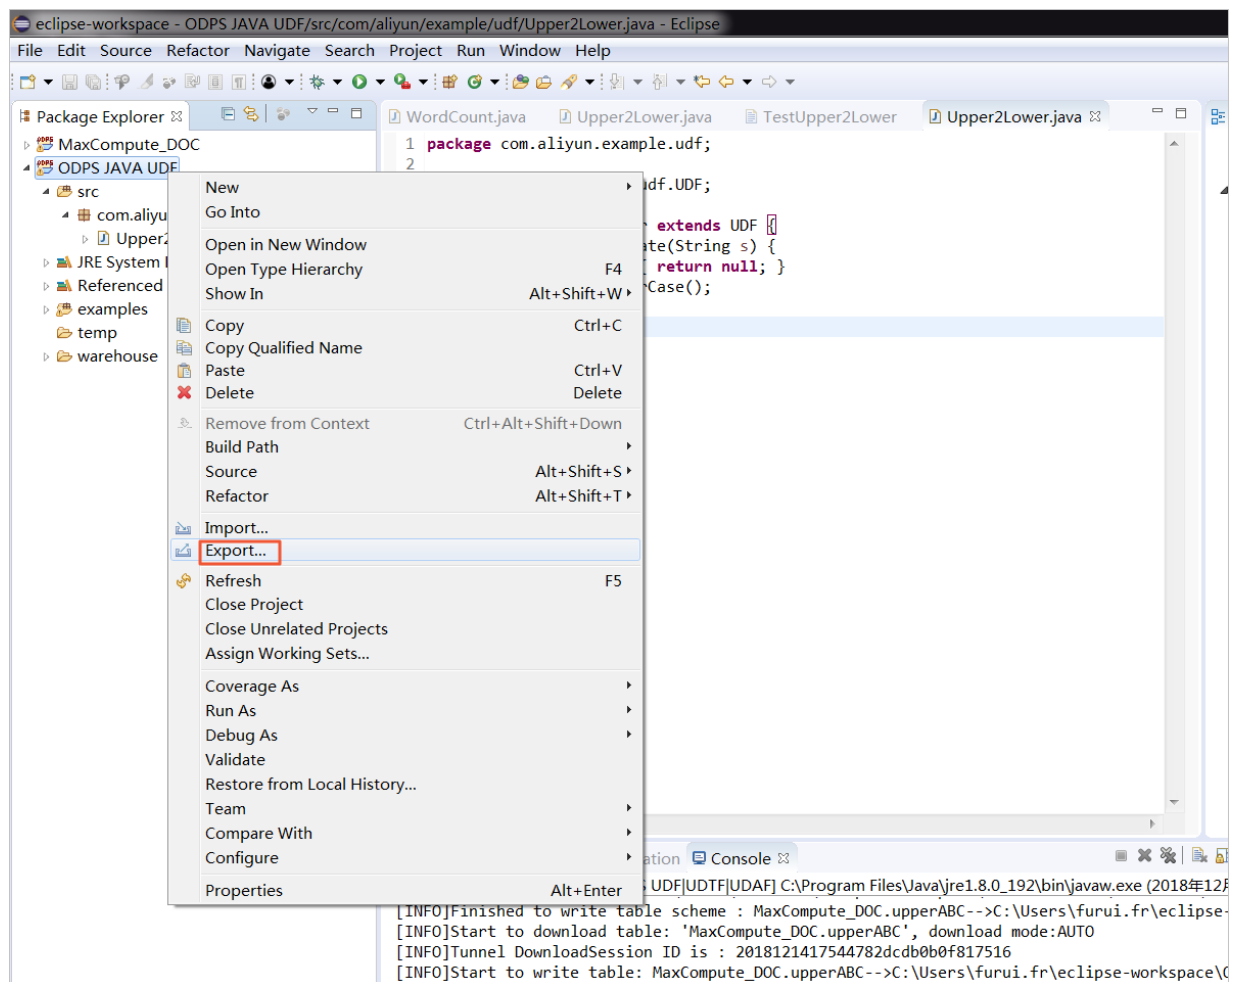 eclipse-workspace - ODPS JAVA UDF/src/com/aliyun/example/udf/Upper2Lower.java - Eclipse
File Edit Source Refactor Navigate Search Project Run Window Help
Package Explorer
WordCount.java Upper2Lower.java TestUpper2Lower Upper2Lower.java
MaxCompute_DOC
ODPS JAVA UDF
src
com.aliyu
Upper2
JRE System
Referenced
examples
temp
warehouse
1 package com.aliyun.example.udf;
2
udf.UDF;
r extends UDF {
ate(String s) {
{ return null; }
rCase();
New
Go Into
Open in New Window
Open Type Hierarchy F4
Show In Alt+Shift+W
Copy Ctrl+C
Copy Qualified Name
Paste Ctrl+V
Delete Delete
Remove from Context Ctrl+Alt+Shift+Down
Build Path
Source Alt+Shift+S
Refactor Alt+Shift+T
Import...
Export...
Refresh F5
Close Project
Close Unrelated Projects
Assign Working Sets...
Coverage As
Run As
Debug As
Validate
Restore from Local History...
Team
Compare With
Configure
Properties Alt+Enter
ation Console
UDF|UDTF|UDAF] C:\Program Files\Java\jre1.8.0_192\bin\javaw.exe (2018年12月
[INFO]Finished to write table scheme : MaxCompute_DOC.upperABC-->C:\Users\furui.fr\eclipse-
[INFO]Start to download table: 'MaxCompute_DOC.upperABC', download mode:AUTO
[INFO]Tunnel DownloadSession ID is : 2018121417544782dcdb0b0f817516
[INFO]Start to write table: MaxCompute_DOC.upperABC-->C:\Users\furui.fr\eclipse-workspace\